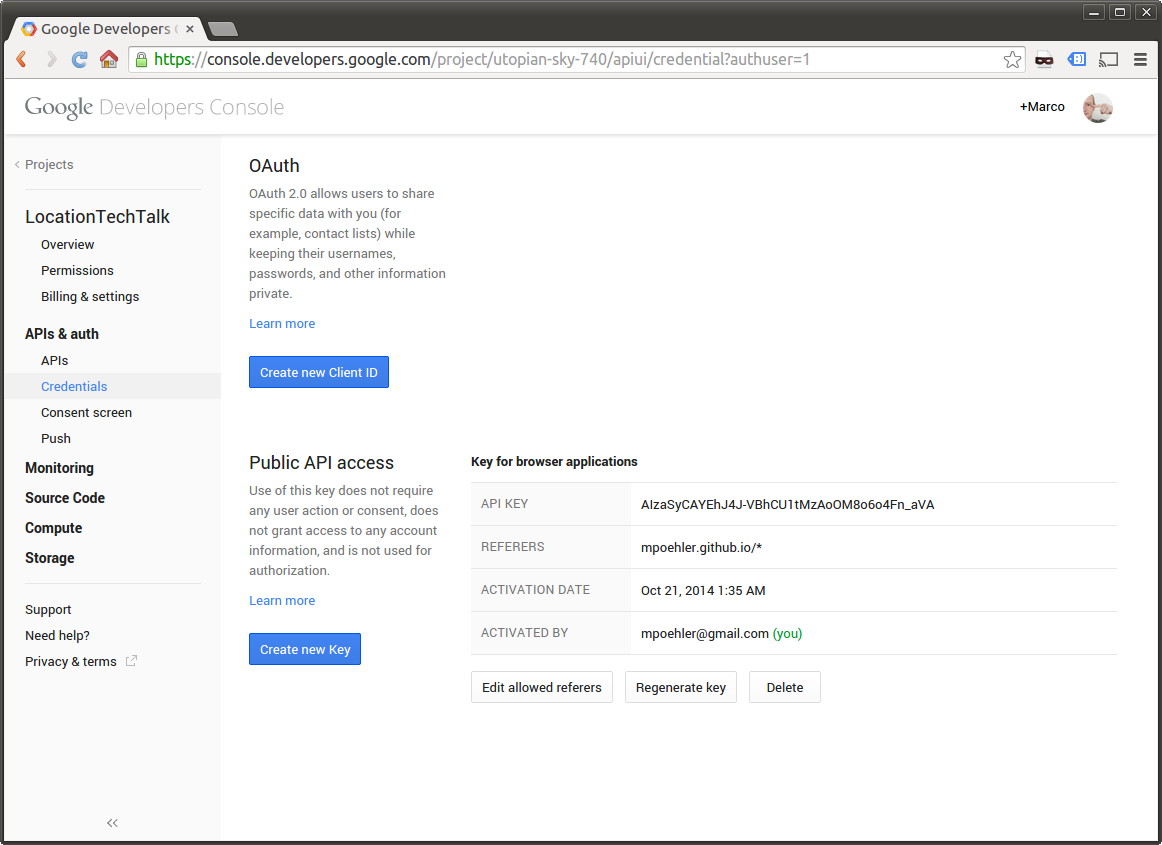 Google Developers C
https://console.developers.google.com/project/utopian-sky-740/apiui/credential?authuser=1
Google Developers Console
+Marco
Projects
LocationTechTalk
Overview
Permissions
Billing & settings
APIs & auth
APIs
Credentials
Consent screen
Push
Monitoring
Source Code
Compute
Storage
Support
Need help?
Privacy & terms
OAuth
OAuth 2.0 allows users to share
specific data with you (for
example, contact lists) while
keeping their usernames,
passwords, and other information
private.
Learn more
Create new Client ID
Public API access
Use of this key does not require
any user action or consent, does
not grant access to any account
information, and is not used for
authorization.
Learn more
Create new Key
Key for browser applications
API KEY AIzaSyCAYEhJ4J-VBhCU1tMzAoOM8o6o4Fn_aVA
REFERERS mpoehler.github.io/*
ACTIVATION DATE Oct 21, 2014 1:35 AM
ACTIVATED BY mpoehler@gmail.com (you)
Edit allowed referers Regenerate key Delete